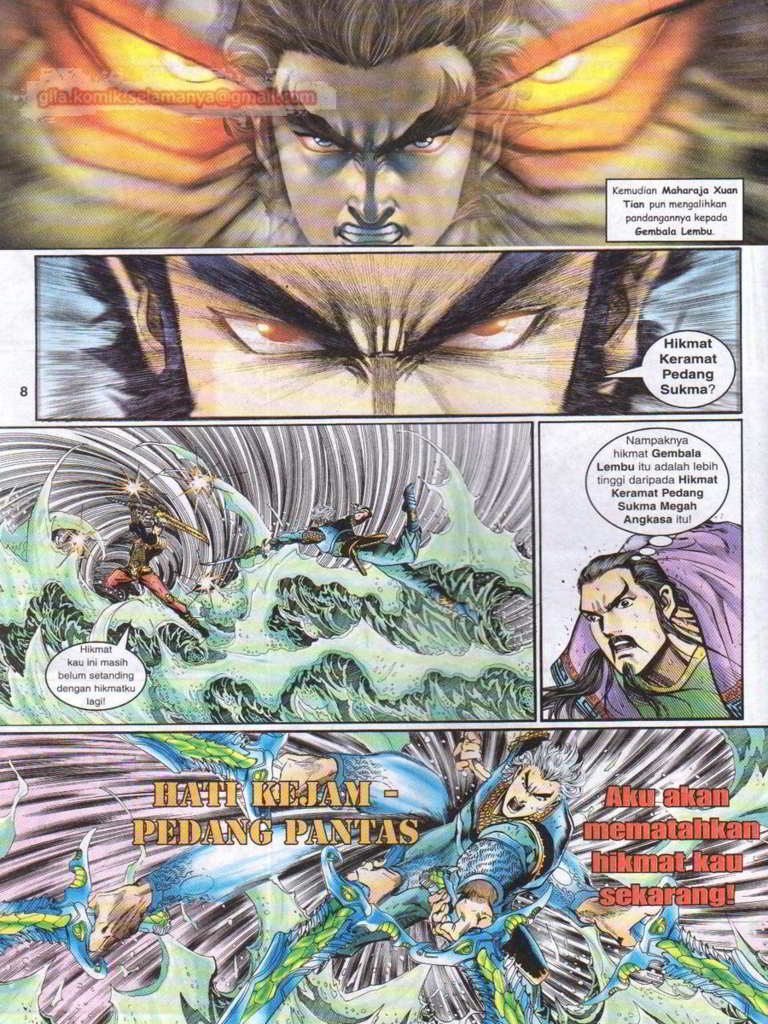 gila.komik.selamanya@gmail.com
Kemudian Maharaja Xuan
Tian pun mengalihkan
pandangannya kepada
Gembala Lembu.
Hikmat
Keramat
Pedang
Sukma?
8
Hikmat
kau ini masih
belum setanding
dengan hikmatku
lagi!
Nampaknya
hikmat Gembala
Lembu itu adalah lebih
tinggi daripada Hikmat
Keramat Pedang
Sukma Megah
Angkasa itu!
HATI KEJAM -
PEDANG PANTAS
Aku akan
mematahkan
hikmat kau
sekarang!